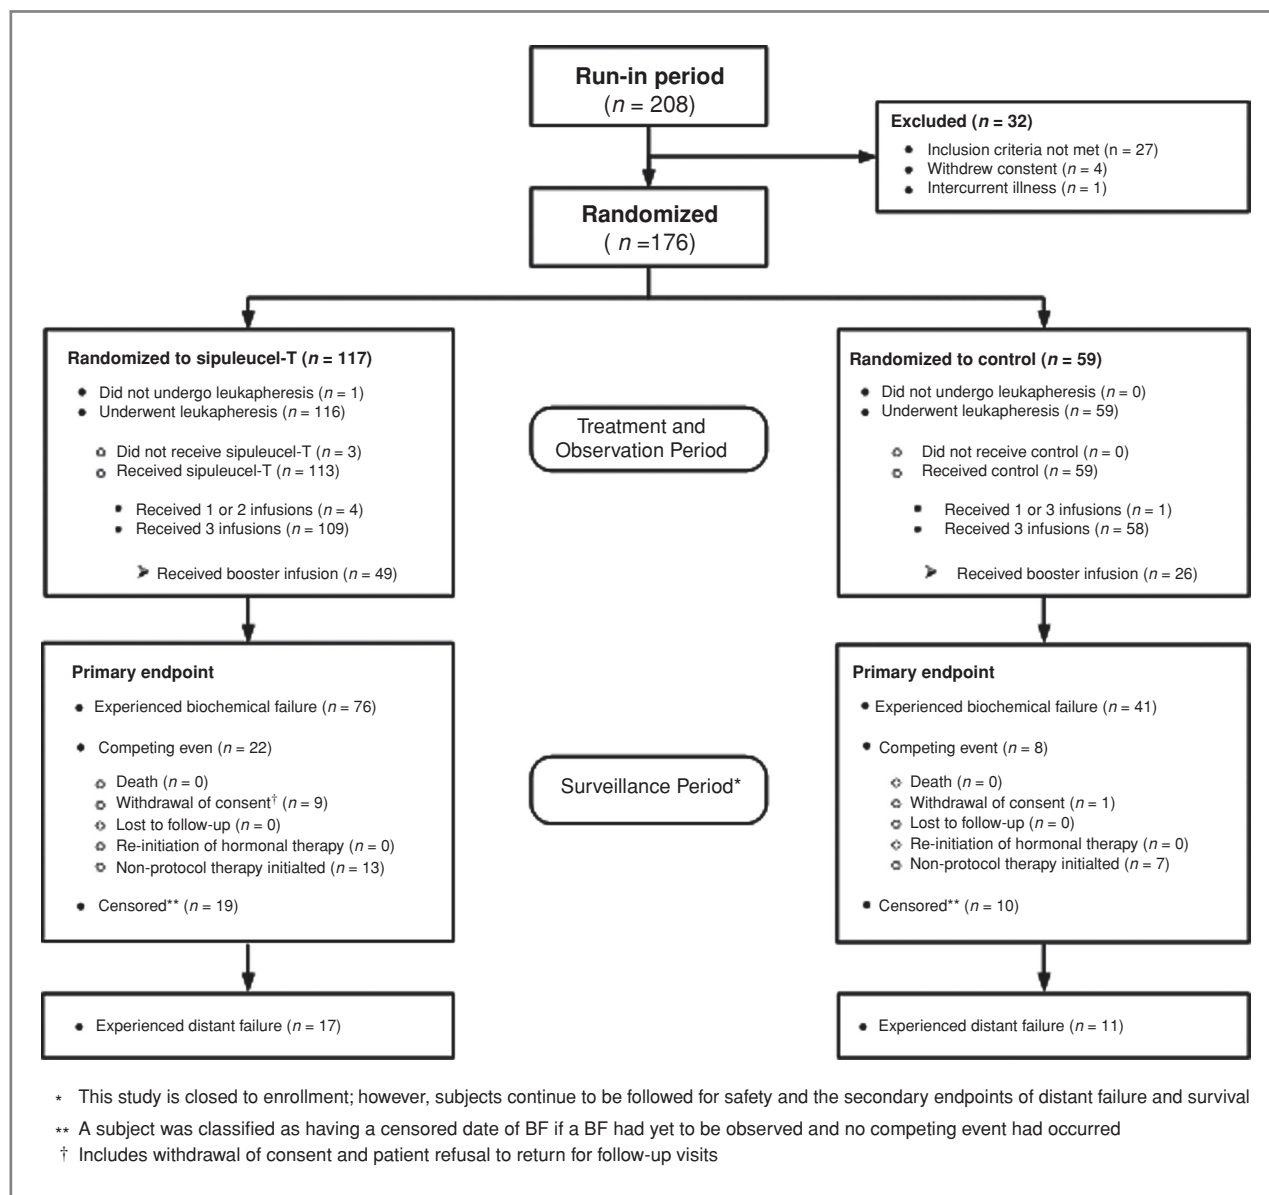 Run-in period
(n = 208)
Excluded (n = 32)
• Inclusion criteria not met (n = 27)
• Withdrew constent (n = 4)
• Intercurrent illness (n = 1)
Randomized
( n =176)
Randomized to sipuleucel-T (n = 117)
• Did not undergo leukapheresis (n = 1)
• Underwent leukapheresis (n = 116)
Did not receive sipuleucel-T (n = 3)
Received sipuleucel-T (n = 113)
Received 1 or 2 infusions (n = 4)
Received 3 infusions (n = 109)
Received booster infusion (n = 49)
Treatment and
Observation Period
Randomized to control (n = 59)
• Did not undergo leukapheresis (n = 0)
• Underwent leukapheresis (n = 59)
Did not receive control (n = 0)
Received control (n = 59)
Received 1 or 3 infusions (n = 1)
Received 3 infusions (n = 58)
Received booster infusion (n = 26)
Primary endpoint
• Experienced biochemical failure (n = 76)
• Competing even (n = 22)
Death (n = 0)
Withdrawal of consent† (n = 9)
Lost to follow-up (n = 0)
Re-initiation of hormonal therapy (n = 0)
Non-protocol therapy initialted (n = 13)
• Censored** (n = 19)
Surveillance Period*
Primary endpoint
• Experienced biochemical failure (n = 41)
• Competing event (n = 8)
Death (n = 0)
Withdrawal of consent (n = 1)
Lost to follow-up (n = 0)
Re-initiation of hormonal therapy (n = 0)
Non-protocol therapy initialted (n = 7)
• Censored** (n = 10)
• Experienced distant failure (n = 17)
• Experienced distant failure (n = 11)
* This study is closed to enrollment; however, subjects continue to be followed for safety and the secondary endpoints of distant failure and survival
** A subject was classified as having a censored date of BF if a BF had yet to be observed and no competing event had occurred
† Includes withdrawal of consent and patient refusal to return for follow-up visits